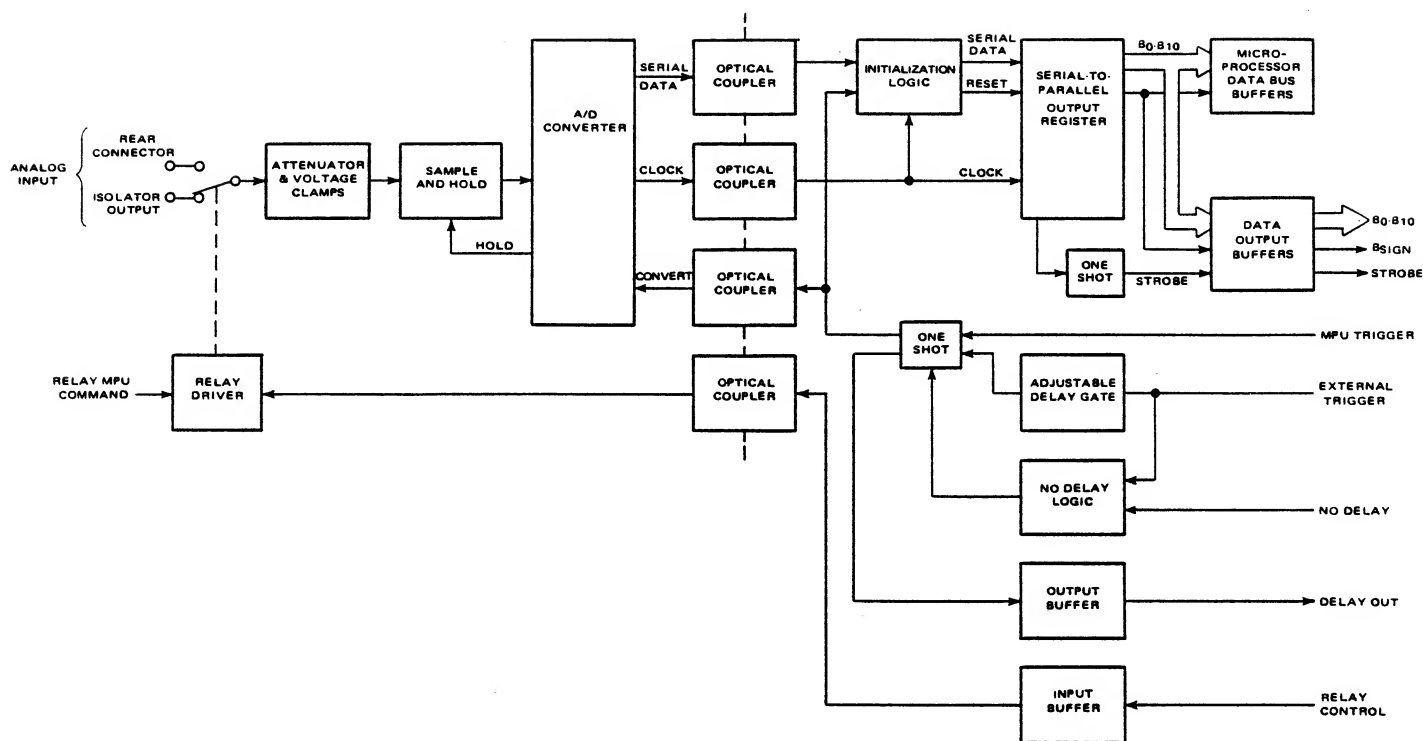 ANALOG
INPUT
REAR
CONNECTOR
ISOLATOR
OUTPUT
ATTENUATOR
& VOLTAGE
CLAMPS
SAMPLE
AND HOLD
HOLD
A/D
CONVERTER
SERIAL
DATA
CLOCK
CONVERT
OPTICAL
COUPLER
OPTICAL
COUPLER
OPTICAL
COUPLER
OPTICAL
COUPLER
INITIALIZATION
LOGIC
SERIAL
DATA
RESET
CLOCK
SERIAL-TO-
PARALLEL
OUTPUT
REGISTER
B0-B10
MICRO-
PROCESSOR
DATA BUS
BUFFERS
DATA
OUTPUT
BUFFERS
B0-B10
BSIGN
STROBE
ONE
SHOT
STROBE
ONE
SHOT
MPU TRIGGER
ADJUSTABLE
DELAY GATE
EXTERNAL
TRIGGER
RELAY MPU
COMMAND
RELAY
DRIVER
NO DELAY
LOGIC
NO DELAY
OUTPUT
BUFFER
DELAY OUT
INPUT
BUFFER
RELAY
CONTROL